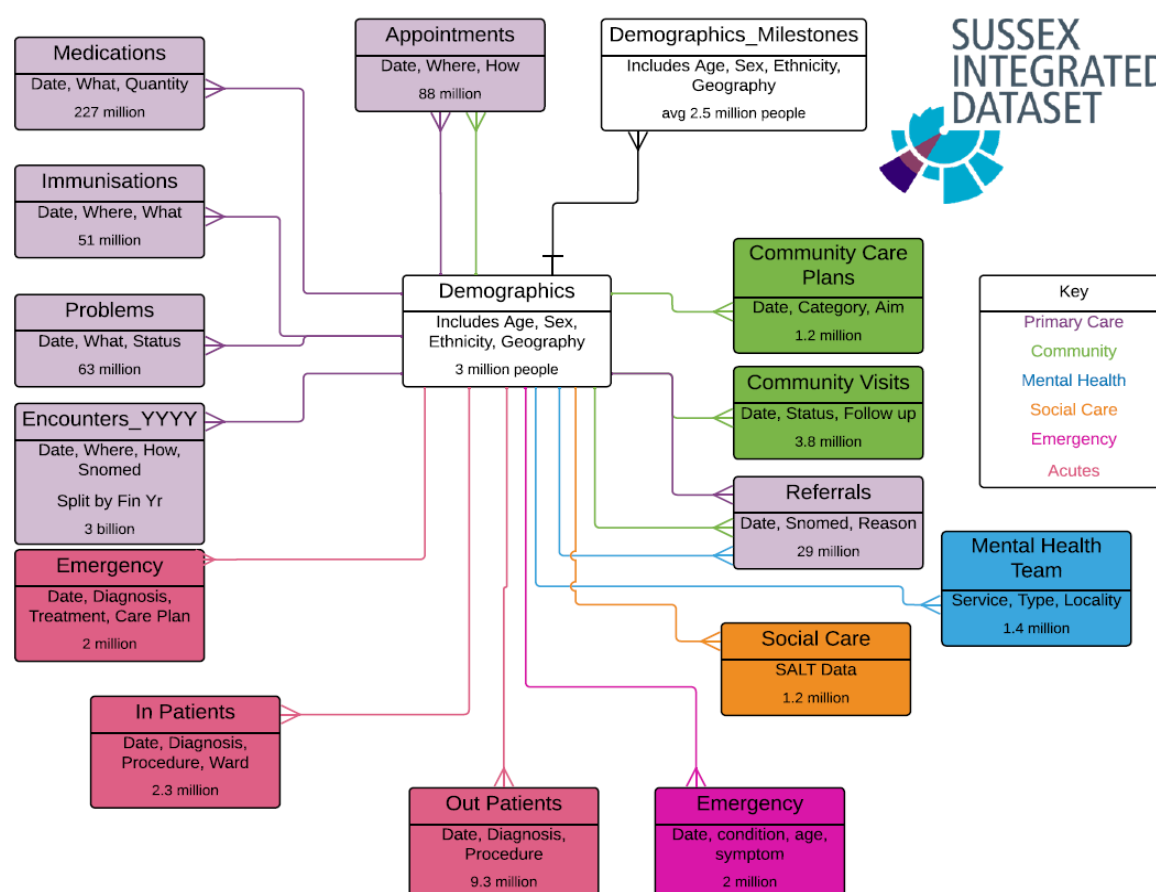 Medications
Date, What, Quantity
227 million
Appointments
Date, Where, How
88 million
Demographics_Milestones
Includes Age, Sex, Ethnicity,
Geography
avg 2.5 million people
SUSSEX
INTEGRATED
DATASET
Immunisations
Date, Where, What
51 million
Problems
Date, What, Status
63 million
Encounters_YYYY
Date, Where, How,
Snomed
Split by Fin Yr
3 billion
Emergency
Date, Diagnosis,
Treatment, Care Plan
2 million
Demographics
Includes Age, Sex,
Ethnicity, Geography
3 million people
Community Care
Plans
Date, Category, Aim
1.2 million
Community Visits
Date, Status, Follow up
3.8 million
Referrals
Date, Snomed, Reason
29 million
Key
Primary Care
Community
Mental Health
Social Care
Emergency
Acutes
Mental Health
Team
Service, Type, Locality
1.4 million
Social Care
SALT Data
1.2 million
In Patients
Date, Diagnosis,
Procedure, Ward
2.3 million
Out Patients
Date, Diagnosis,
Procedure
9.3 million
Emergency
Date, condition, age,
symptom
2 million